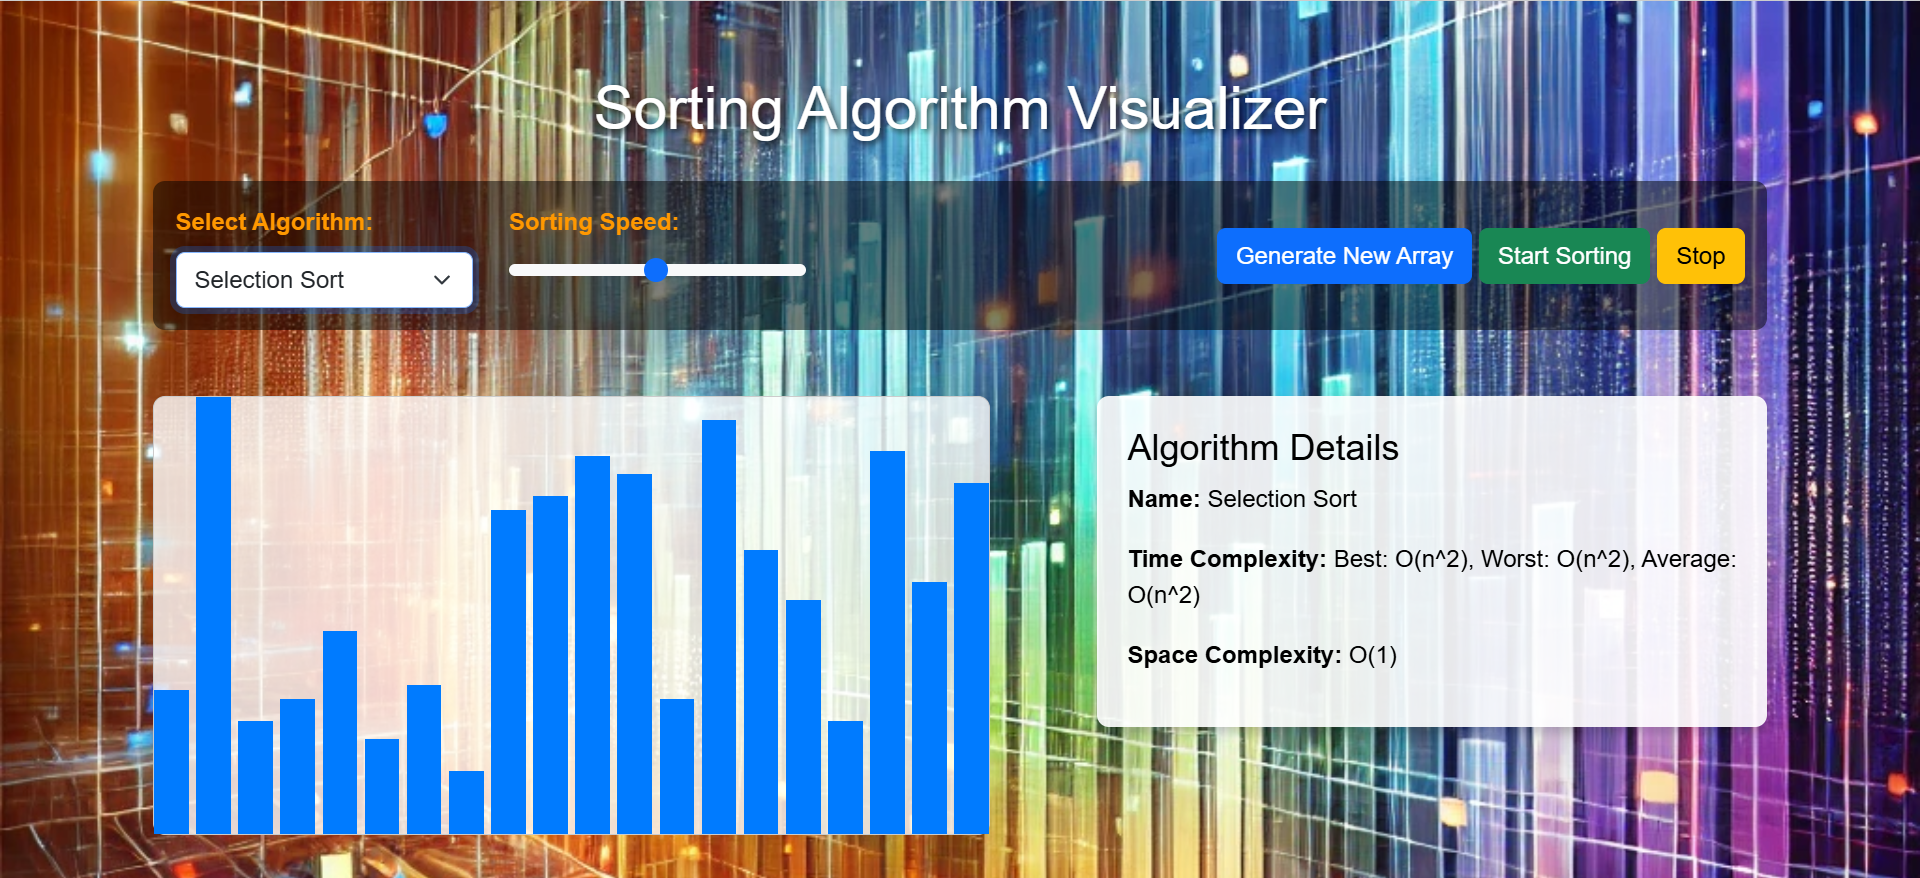 Sorting Algorithm Visualizer
Select Algorithm:
Sorting Speed:
Selection Sort
Generate New Array
Start Sorting
Stop
Algorithm Details
Name: Selection Sort
Time Complexity: Best: O(n^2), Worst: O(n^2), Average:
O(n^2)
Space Complexity: O(1)